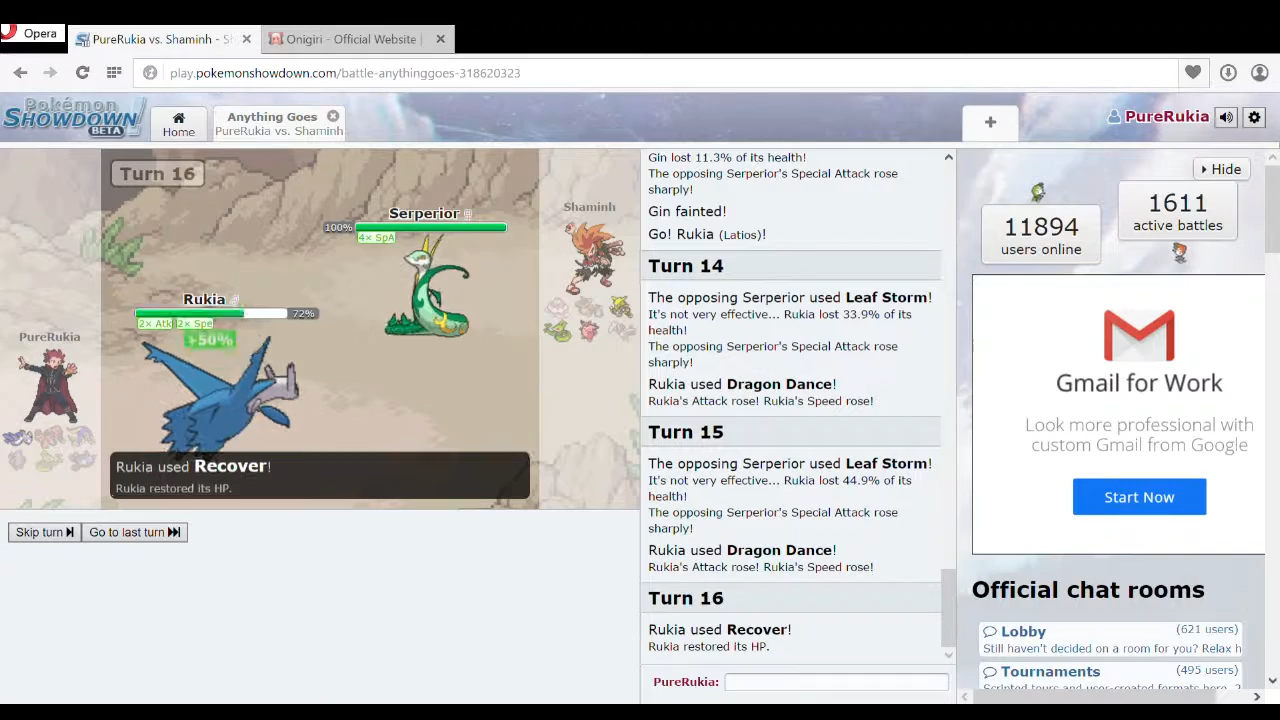 Opera
PureRukia vs. Shaminh - S
Onigiri - Official Website |
play.pokemonshowdown.com/battle-anythinggoes-318620323
Pokémon
SHOWDOWN!
BETA
Home
Anything Goes
PureRukia vs. Shaminh
+
PureRukia
Turn 16
Serperior
100%
4× SpA
Rukia
72%
2× Atk
2× Spe
+50%
PureRukia
Shaminh
Rukia used Recover!
Rukia restored its HP.
Skip turn
Go to last turn
Gin lost 11.3% of its health!
The opposing Serperior's Special Attack rose
sharply!
Gin fainted!
Go! Rukia (Latios)!
Turn 14
The opposing Serperior used Leaf Storm!
It's not very effective... Rukia lost 33.9% of its
health!
The opposing Serperior's Special Attack rose
sharply!
Rukia used Dragon Dance!
Rukia's Attack rose! Rukia's Speed rose!
Turn 15
The opposing Serperior used Leaf Storm!
It's not very effective... Rukia lost 44.9% of its
health!
The opposing Serperior's Special Attack rose
sharply!
Rukia used Dragon Dance!
Rukia's Attack rose! Rukia's Speed rose!
Turn 16
Rukia used Recover!
Rukia restored its HP.
PureRukia:
Hide
11894
users online
1611
active battles
Gmail for Work
Look more professional with
custom Gmail from Google
Start Now
Official chat rooms
Lobby
(621 users)
Still haven't decided on a room for you? Relax h
Tournaments
(495 users)
Scripted tours and user-created formats here. 2